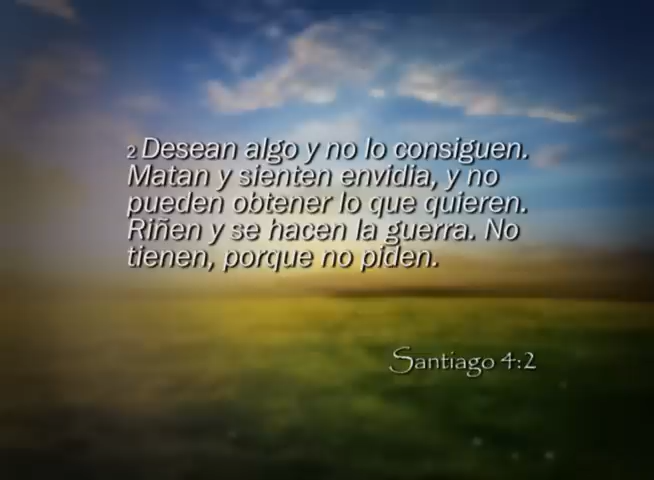 2 Desean algo y no lo consiguen.
Matan y sienten envidia, y no
pueden obtener lo que quieren.
Riñen y se hacen la guerra. No
tienen, porque no piden.
Santiago 4:2